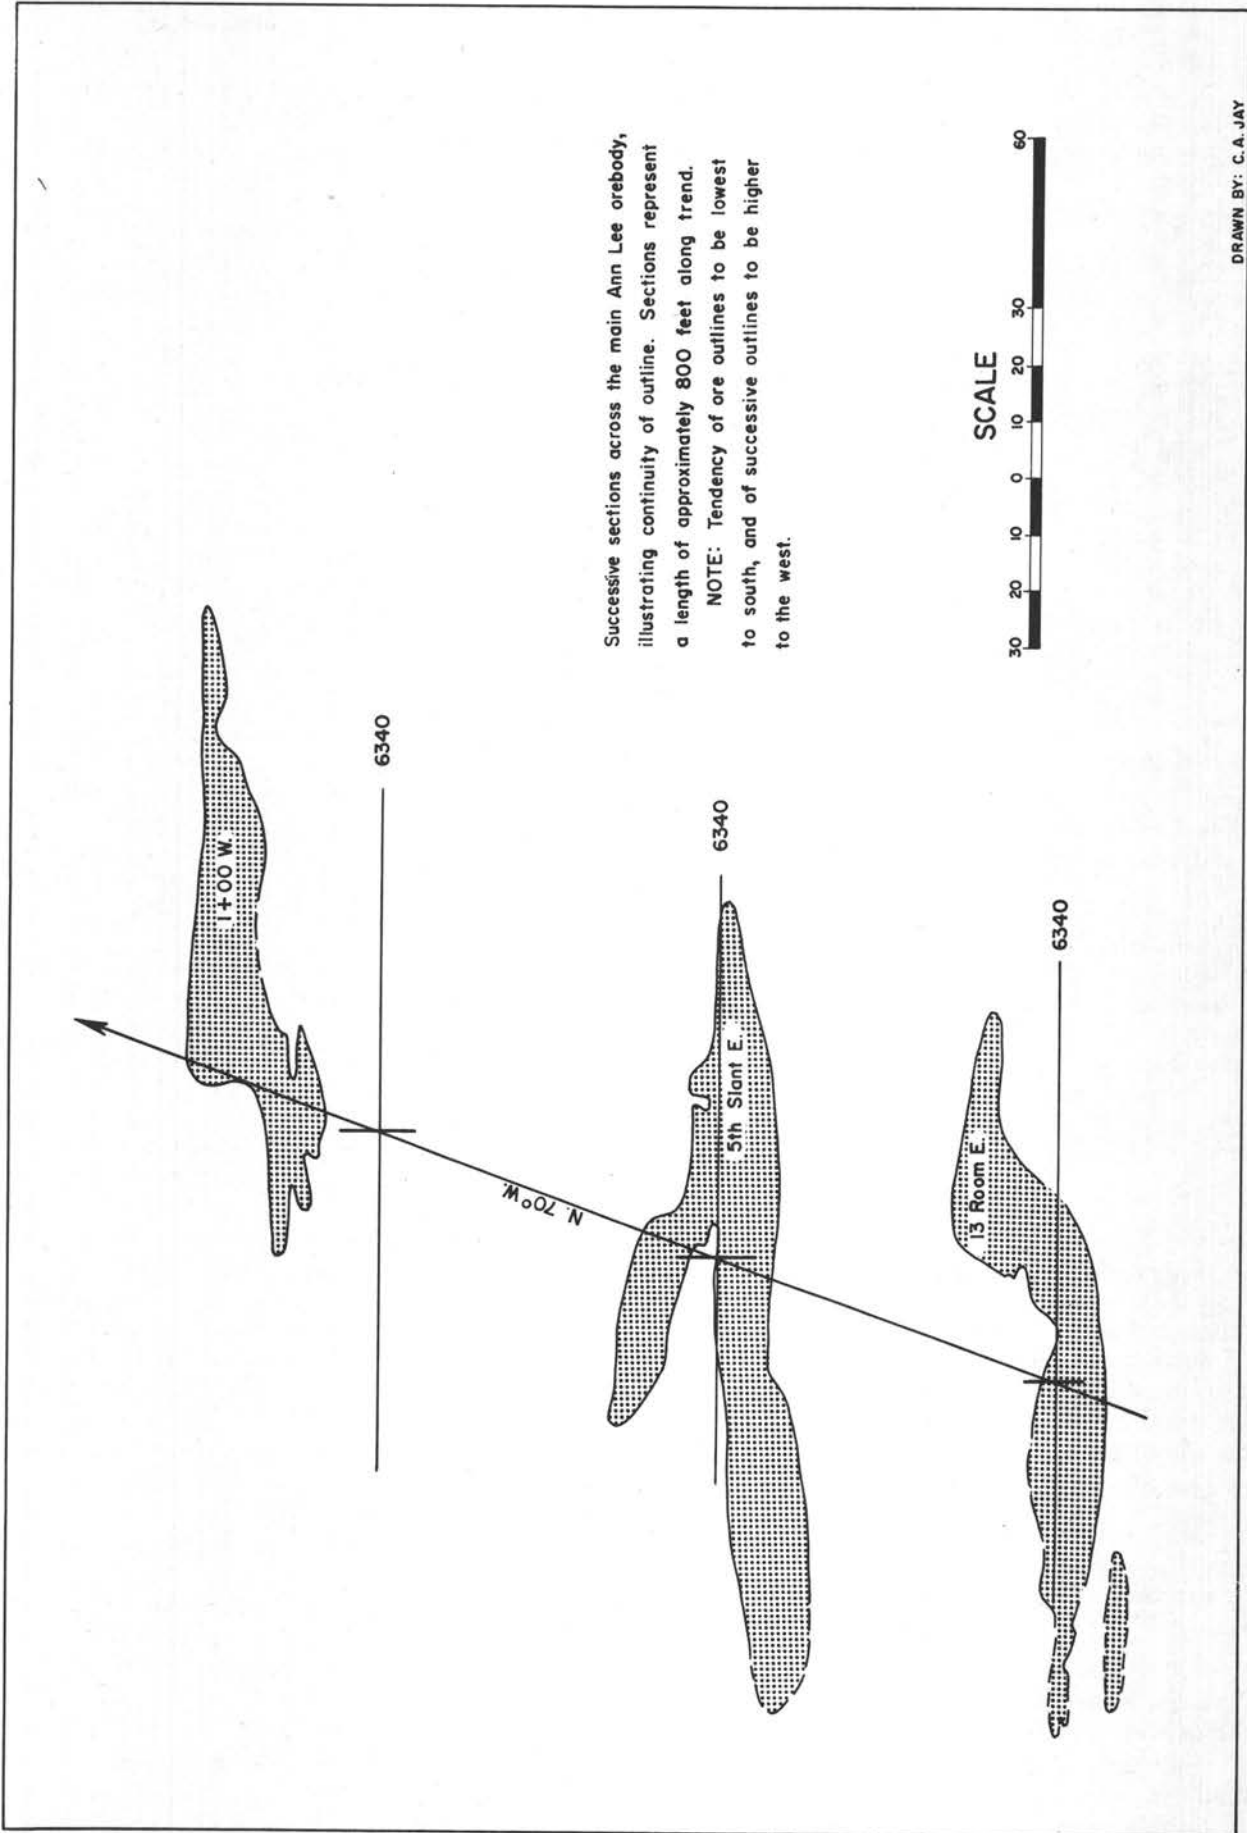 1+00 W.
6340
N. 70° W.
5th Slant E.
6340
13 Room E.
6340
Successive sections across the main Ann Lee orebody,
illustrating continuity of outline. Sections represent
a length of approximately 800 feet along trend.
NOTE: Tendency of ore outlines to be lowest
to south, and of successive outlines to be higher
to the west.
SCALE
30 20 10 0 10 20 30 60
DRAWN BY: C. A. JAY